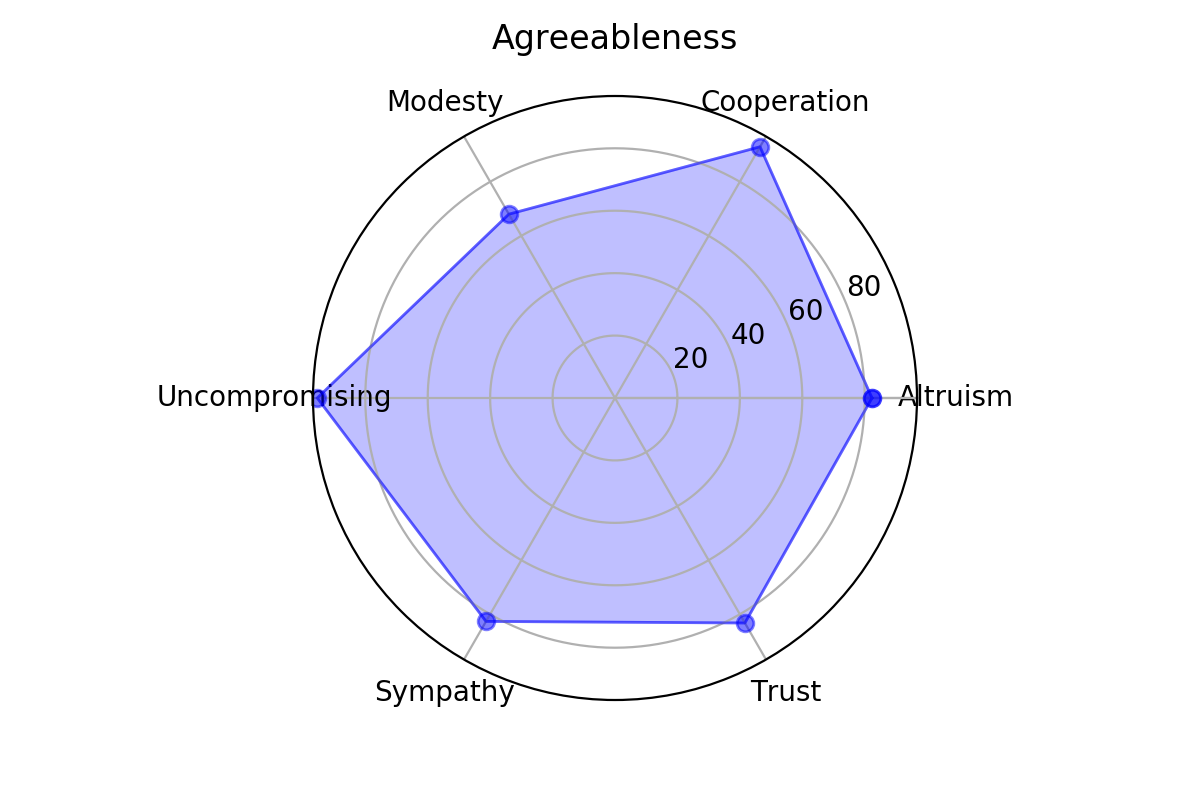 Agreeableness
Modesty
Cooperation
80
60
40
20
Uncompromising
Altruism
Sympathy
Trust